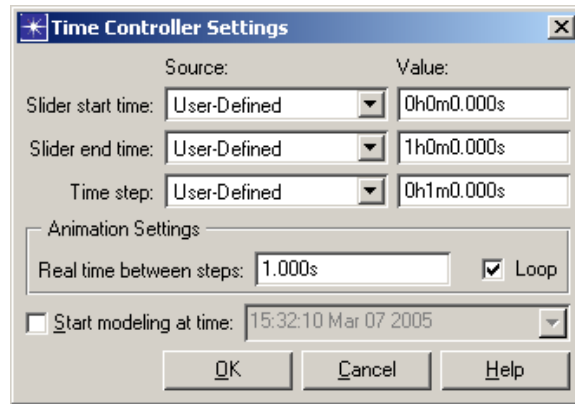 Time Controller Settings
Source: Value:
Slider start time: User-Defined 0h0m0.000s
Slider end time: User-Defined 1h0m0.000s
Time step: User-Defined 0h1m0.000s
Animation Settings
Real time between steps: 1.000s Loop
Start modeling at time: 15:32:10 Mar 07 2005
OK Cancel Help